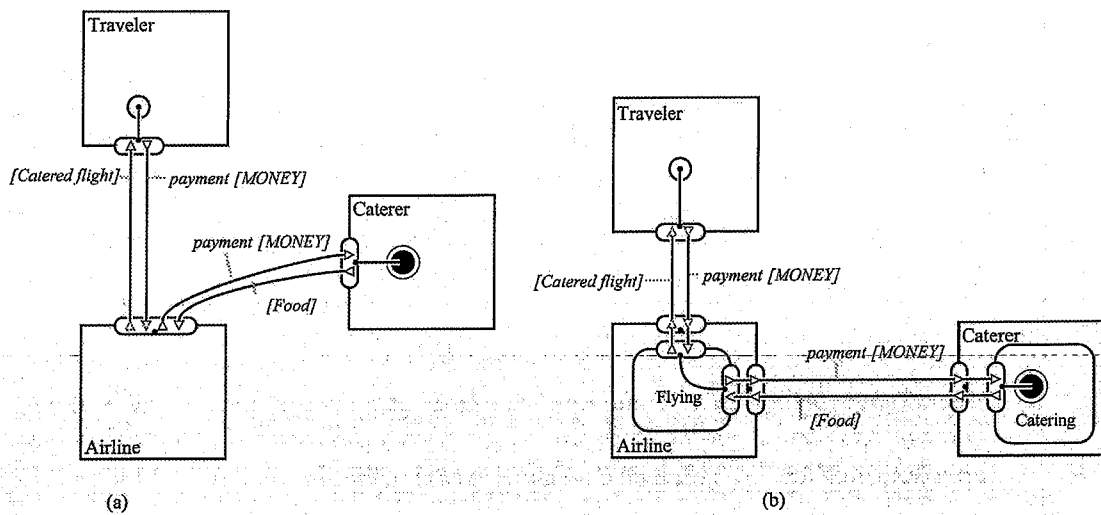 Traveler
[Catered flight]
payment [MONEY]
Caterer
payment [MONEY]
[Food]
Airline
(a)
Traveler
[Catered flight]
payment [MONEY]
Caterer
payment [MONEY]
Flying
[Food]
Catering
Airline
(b)